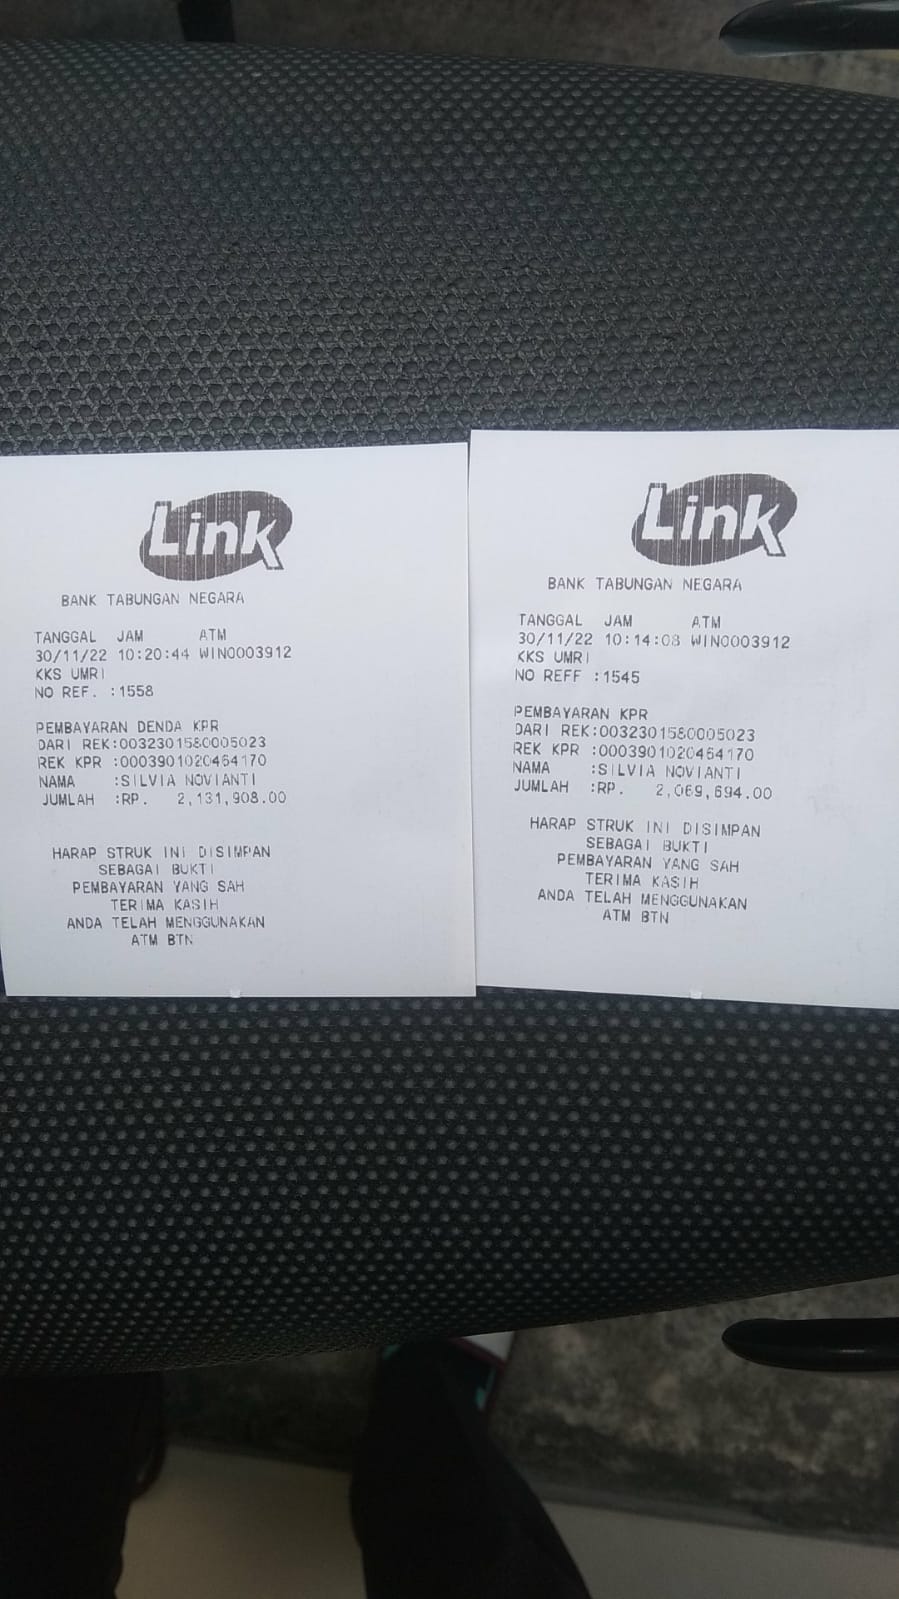 Link
BANK TABUNGAN NEGARA
TANGGAL JAM ATM
30/11/22 10:20:44 WIN0003912
KKS UMRI
NO REF. :1558
PEMBAYARAN DENDA KPR
DARI REK:0032301580005023
REK KPR :0003901020464170
NAMA :SILVIA NOVIANTI
JUMLAH :RP. 2,131,908.00
HARAP STRUK INI DISIMPAN
SEBAGAI BUKTI
PEMBAYARAN YANG SAH
TERIMA KASIH
ANDA TELAH MENGGUNAKAN
ATM BTN
Link
BANK TABUNGAN NEGARA
TANGGAL JAM ATM
30/11/22 10:14:08 WIN0003912
KKS UMRI
NO REFF :1545
PEMBAYARAN KPR
DARI REK:0032301580005023
REK KPR :0003901020464170
NAMA :SILVIA NOVIANTI
JUMLAH :RP. 2,069,694.00
HARAP STRUK INI DISIMPAN
SEBAGAI BUKTI
PEMBAYARAN YANG SAH
TERIMA KASIH
ANDA TELAH MENGGUNAKAN
ATM BTN